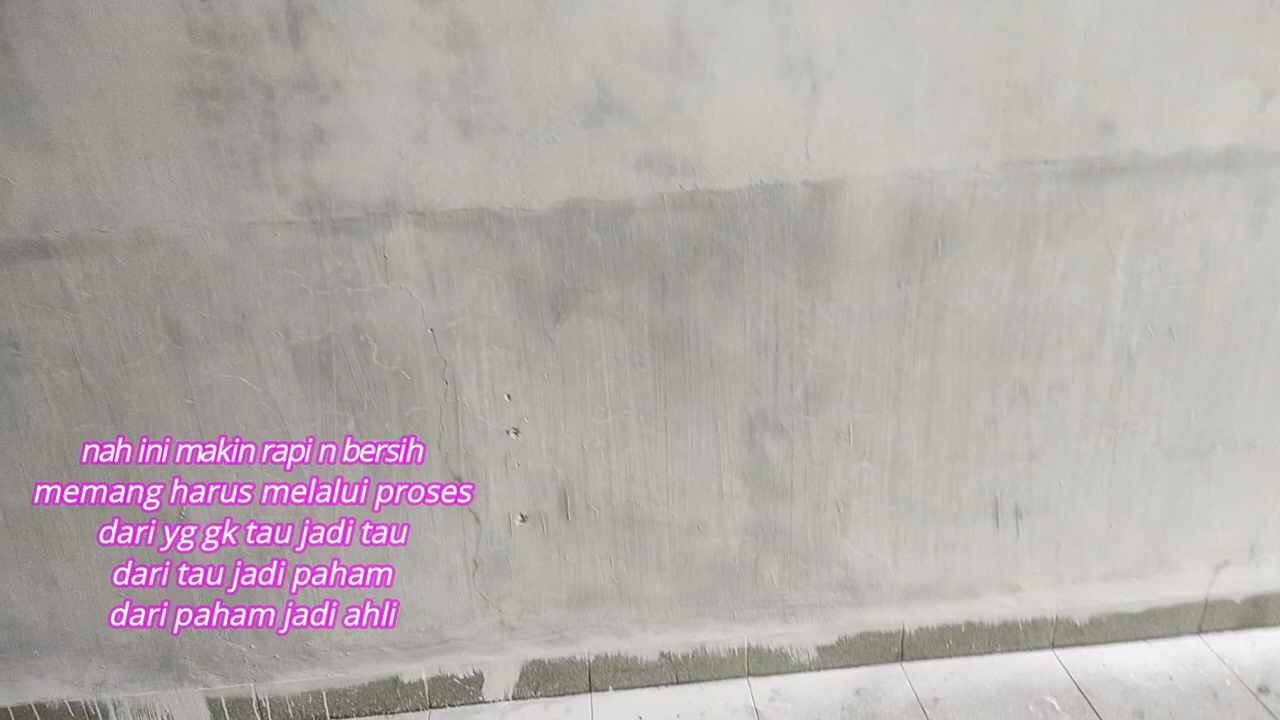 nah ini makin rapi n bersih
memang harus melalui proses
dari yg gk tau jadi tau
dari tau jadi paham
dari paham jadi ahli